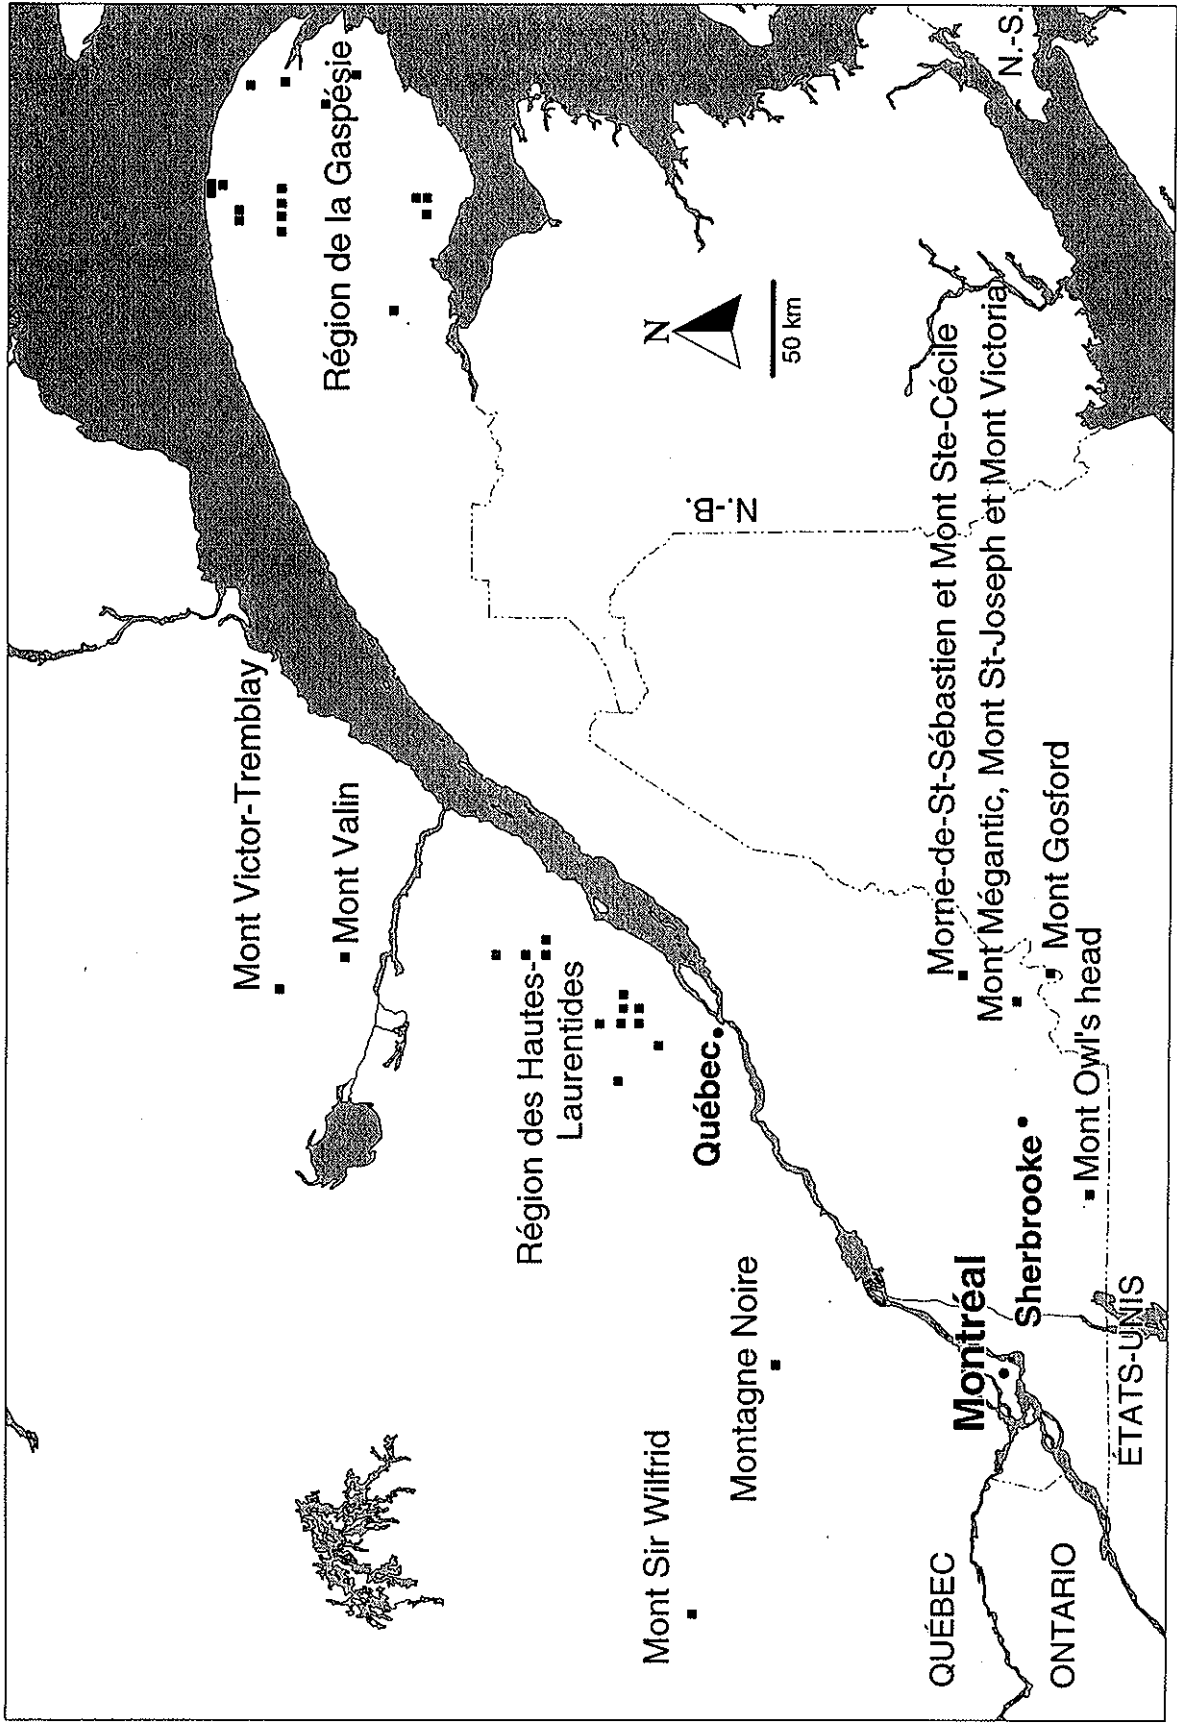 Mont Victor-Tremblay
Mont Valin
Région de la Gaspésie
Région des Hautes-
Laurentides
Québec
N
50 km
N.-B.
N.-S.
Mont Sir Wilfrid
Montagne Noire
Morne-de-St-Sébastien et Mont Ste-Cécile
Mont Mégantic, Mont St-Joseph et Mont Victoria
Mont Gosford
Mont Owl's head
Montréal
Sherbrooke
QUÉBEC
ONTARIO
ÉTATS-UNIS